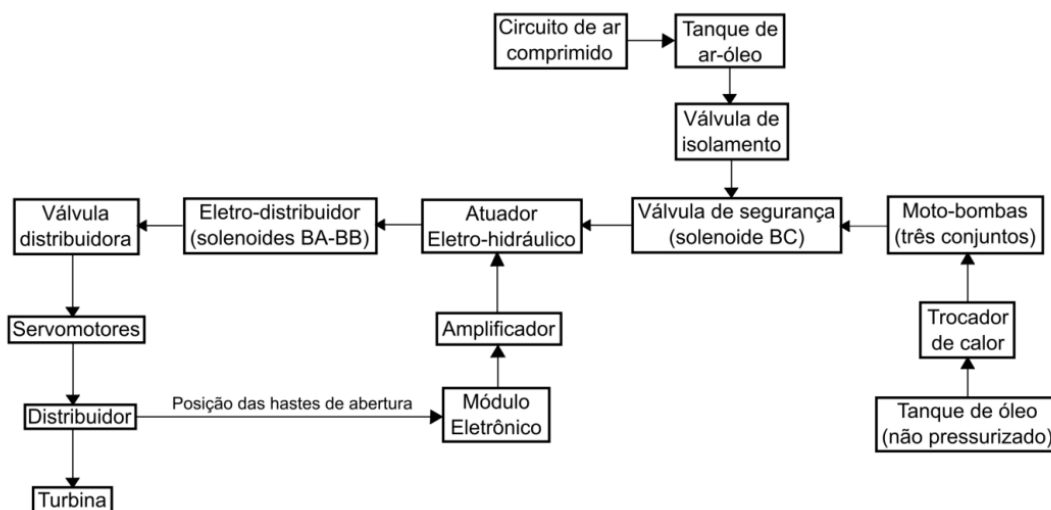 Circuito de ar
comprimido
Tanque de
ar-óleo
Válvula de
isolamento
Válvula
distribuidora
Eletro-distribuidor
(solenoides BA-BB)
Atuador
Eletro-hidráulico
Válvula de segurança
(solenoide BC)
Moto-bombas
(três conjuntos)
Servomotores
Amplificador
Trocador
de calor
Distribuidor
Posição das hastes de abertura
Módulo
Eletrônico
Tanque de óleo
(não pressurizado)
Turbina